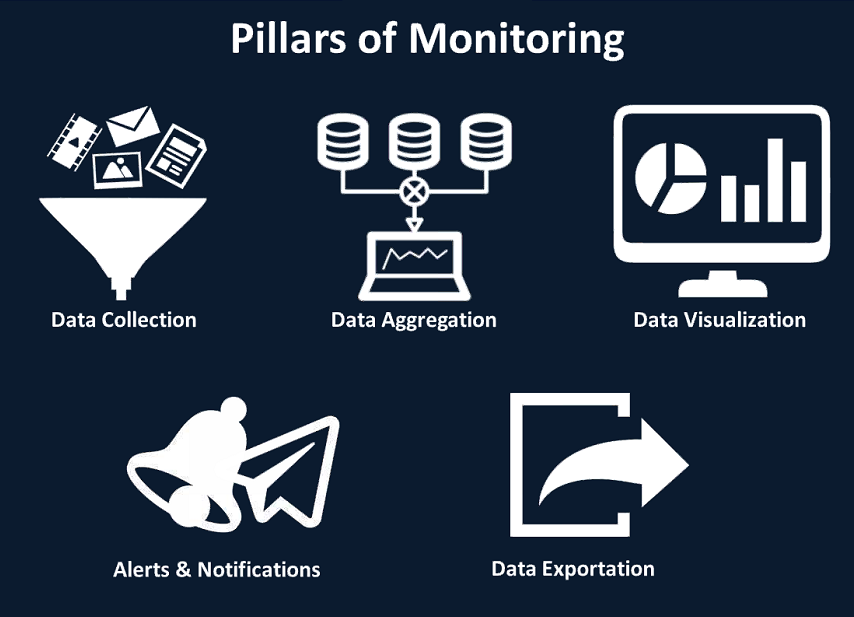 Pillars of Monitoring
Data Collection
Data Aggregation
Data Visualization
Alerts & Notifications
Data Exportation